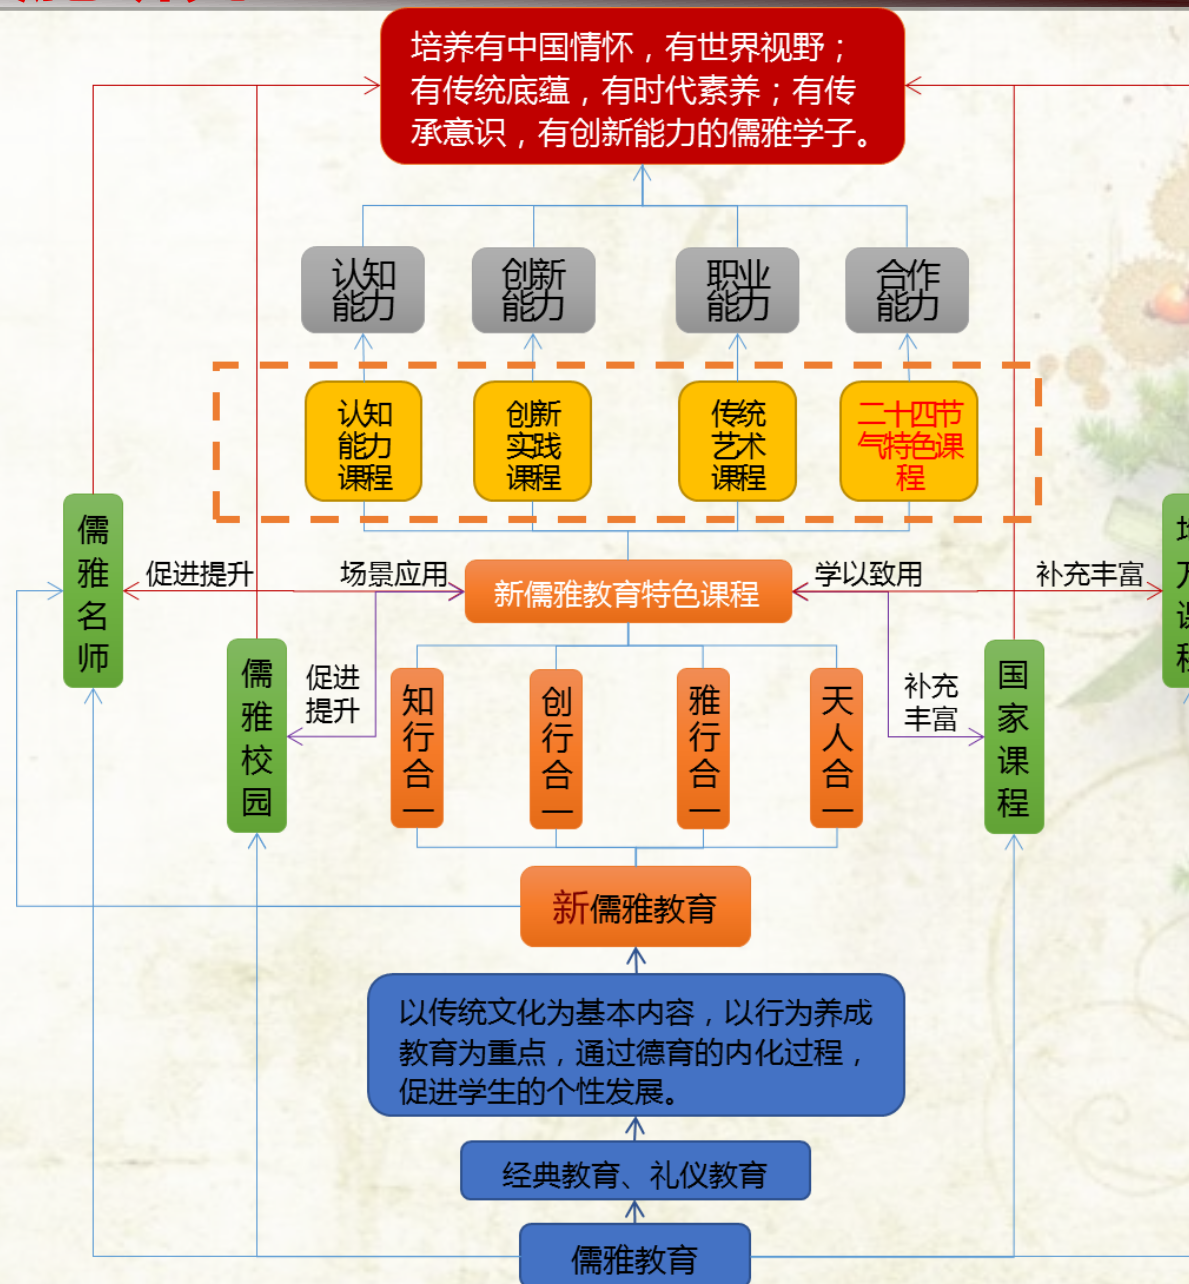 培养有中国情怀，有世界视野；
有传统底蕴，有时代素养；有传
承意识，有创新能力的儒雅学子。
认知
能力
创新
能力
职业
能力
合作
能力
认知
能力
课程
创新
实践
课程
传统
艺术
课程
二十四节
气特色课
程
儒雅名师
促进提升
场景应用
新儒雅教育特色课程
学以致用
补充丰富
儒雅校园
促进
提升
知行合一
创行合一
雅行合一
天人合一
补充
丰富
国家课程
新儒雅教育
以传统文化为基本内容，以行为养成
教育为重点，通过德育的内化过程，
促进学生的个性发展。
经典教育、礼仪教育
儒雅教育